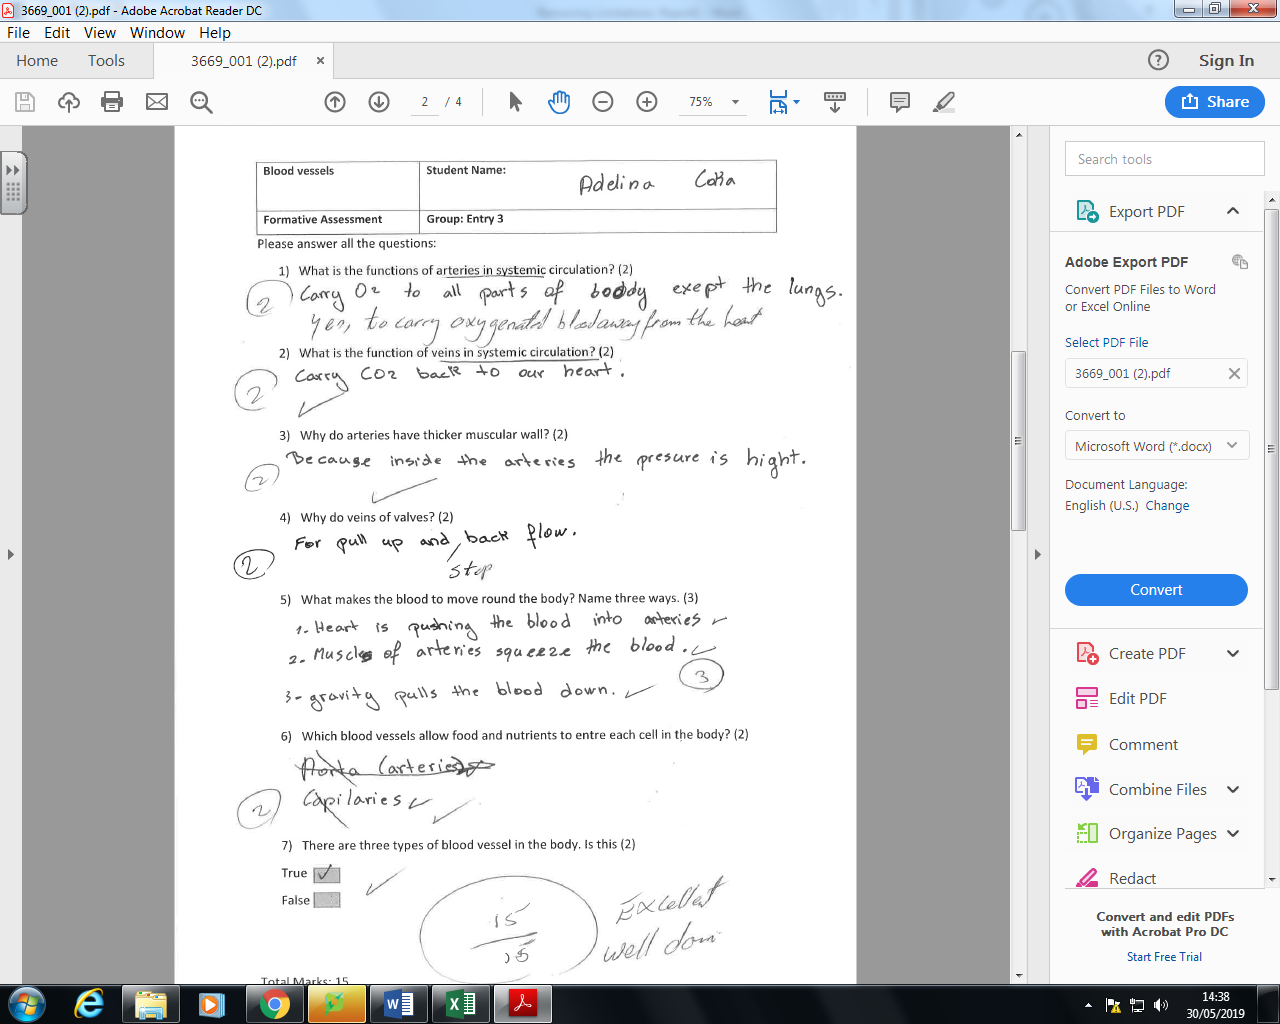 3669_001 (2).pdf - Adobe Acrobat Reader DC
File Edit View Window Help
Home Tools 3669_001 (2).pdf × Sign In
2 / 4 75% Share
Blood vessels Student Name: Adelina
Formative Assessment Group: Entry 3
Please answer all the questions:
1) What is the functions of arteries in systemic circulation? (2)
2 Carry O2 to all parts of booddy exept the lungs.
Yes, to carry oxygenated blood away from the heart
2) What is the function of veins in systemic circulation? (2)
2 Carry CO2 back to our heart.
3) Why do arteries have thicker muscular wall? (2)
2 Because inside the arteries the presure is hight.
4) Why do veins of valves? (2)
2 For pull up and back flow.
stop
5) What makes the blood to move round the body? Name three ways. (3)
1- Heart is pushing the blood into arteries
2- Muscles of arteries squeeze the blood.
3
3- gravity pulls the blood down.
6) Which blood vessels allow food and nutrients to entre each cell in the body? (2)
Aorta (arteries)
2 Capilaries
7) There are three types of blood vessel in the body. Is this (2)
True
False
15
15
Excellent
well done
Total Marks: 15
Search tools
Export PDF
Adobe Export PDF
Convert PDF Files to Word
or Excel Online
Select PDF File
3669_001 (2).pdf
Convert to
Microsoft Word (*.docx)
Document Language:
English (U.S.) Change
Convert
Create PDF
Edit PDF
Comment
Combine Files
Organize Pages
Redact
Convert and edit PDFs
with Acrobat Pro DC
Start Free Trial
14:38
30/05/2019